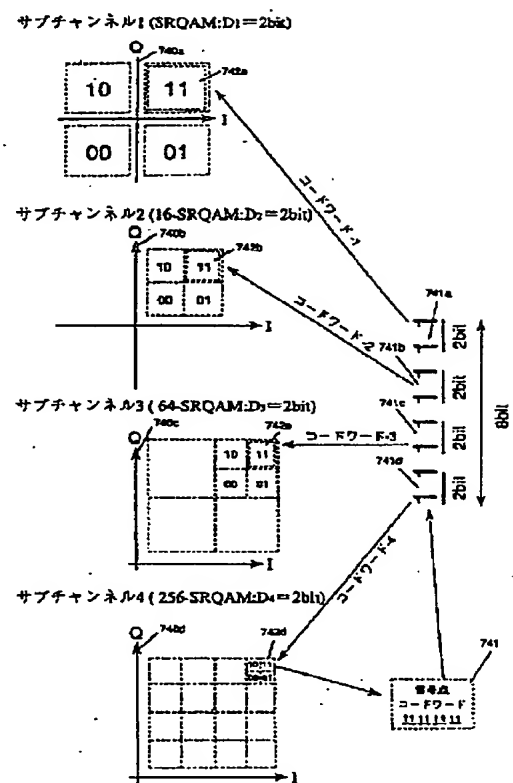 サブチャンネル1 (SRQAM:D1=2bit)
Q
740a
742a
10 11
I
00 01
コードワード-1
サブチャンネル2 (16-SRQAM:D2=2bit)
Q
740b
742b
10 11
00 01
I
コードワード-2
741a
741b
741c
741d
2bit
2bit
2bit
2bit
8bit
サブチャンネル3 (64-SRQAM:D3=2bit)
740c
10 11
00 01
I
コードワード-3
サブチャンネル4 (256-SRQAM:D4=2bit)
コードワード-4
Q
740d
742d
I
741
信号点
コードワード
11 11 11 11